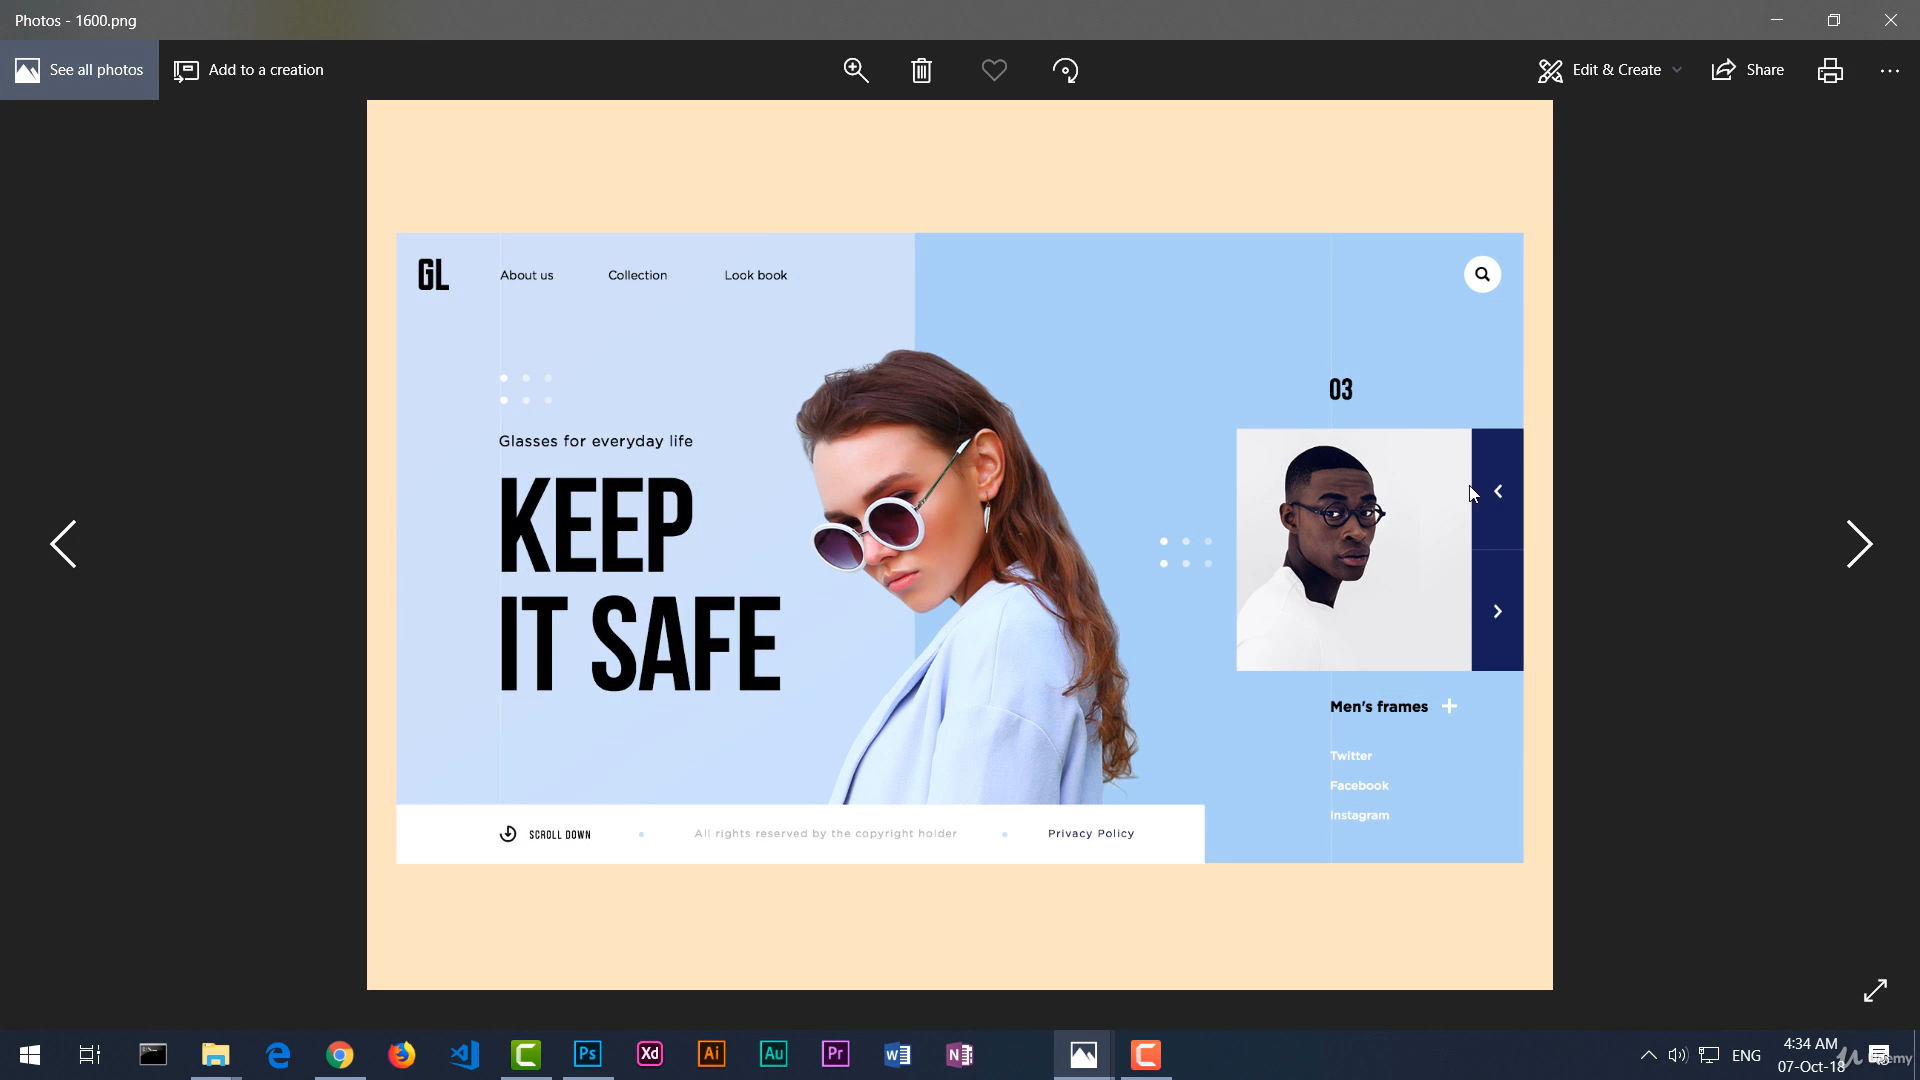 Photos - 1600.png
See all photos
Add to a creation
Edit & Create
Share
GL
About us
Collection
Look book
03
Glasses for everyday life
KEEP
IT SAFE
Men's frames
Twitter
Facebook
Instagram
SCROLL DOWN
All rights reserved by the copyright holder
Privacy Policy
Ps
Xd
Ai
Au
Pr
W
N
ENG
4:34 AM
07-Oct-18